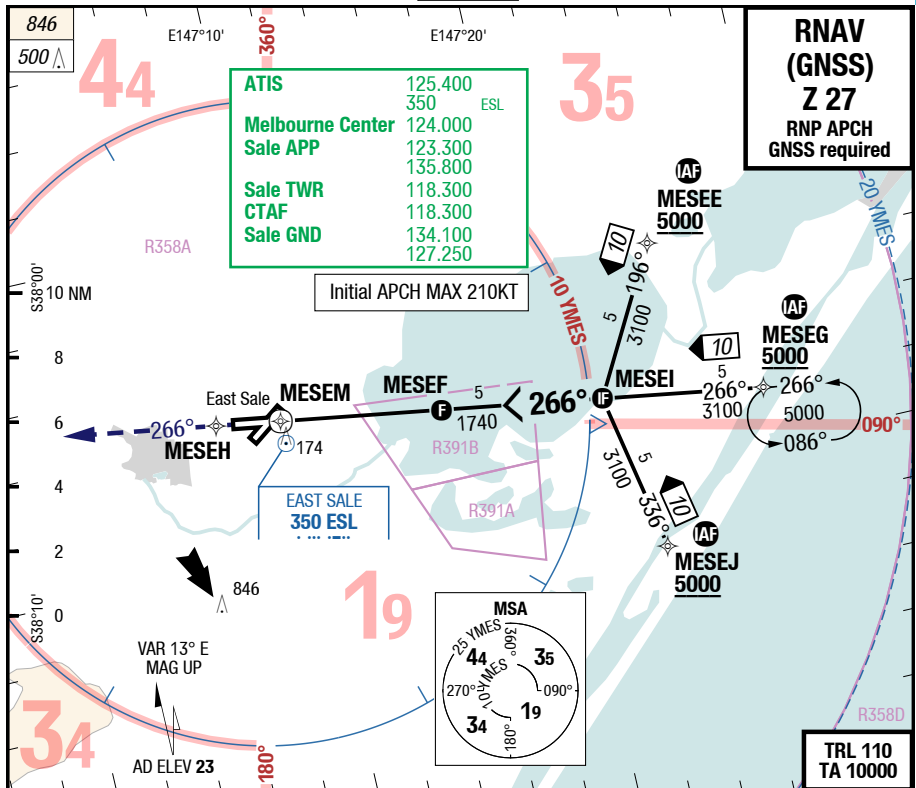 846
500
E147°10'
360°
E147°20'
44
35
RNAV
(GNSS)
Z 27
RNP APCH
GNSS required
ATIS 125.400
350 ESL
Melbourne Center 124.000
Sale APP 123.300
135.800
Sale TWR 118.300
CTAF 118.300
Sale GND 134.100
127.250
R358A
20 YMES
IAF
MESEE
5000
10
196°
5
3100
S38°00'
10 NM
Initial APCH MAX 210KT
10 YMES
IAF
MESEG
5000
10
8
MESEM
MESEF
MESEI
5
266°
3100
266°
5000
086°
East Sale
F
5
1740
266°
IF
6
266°
MESEH
174
090°
R391B
5
3100
4
EAST SALE
350 ESL
R391A
10
336°
IAF
MESEJ
5000
2
846
19
S38°10'
0
MSA
25 YMES
360°
44
35
10 YMES
270°
090°
34
19
180°
VAR 13° E
MAG UP
34
AD ELEV 23
180°
R358D
TRL 110
TA 10000